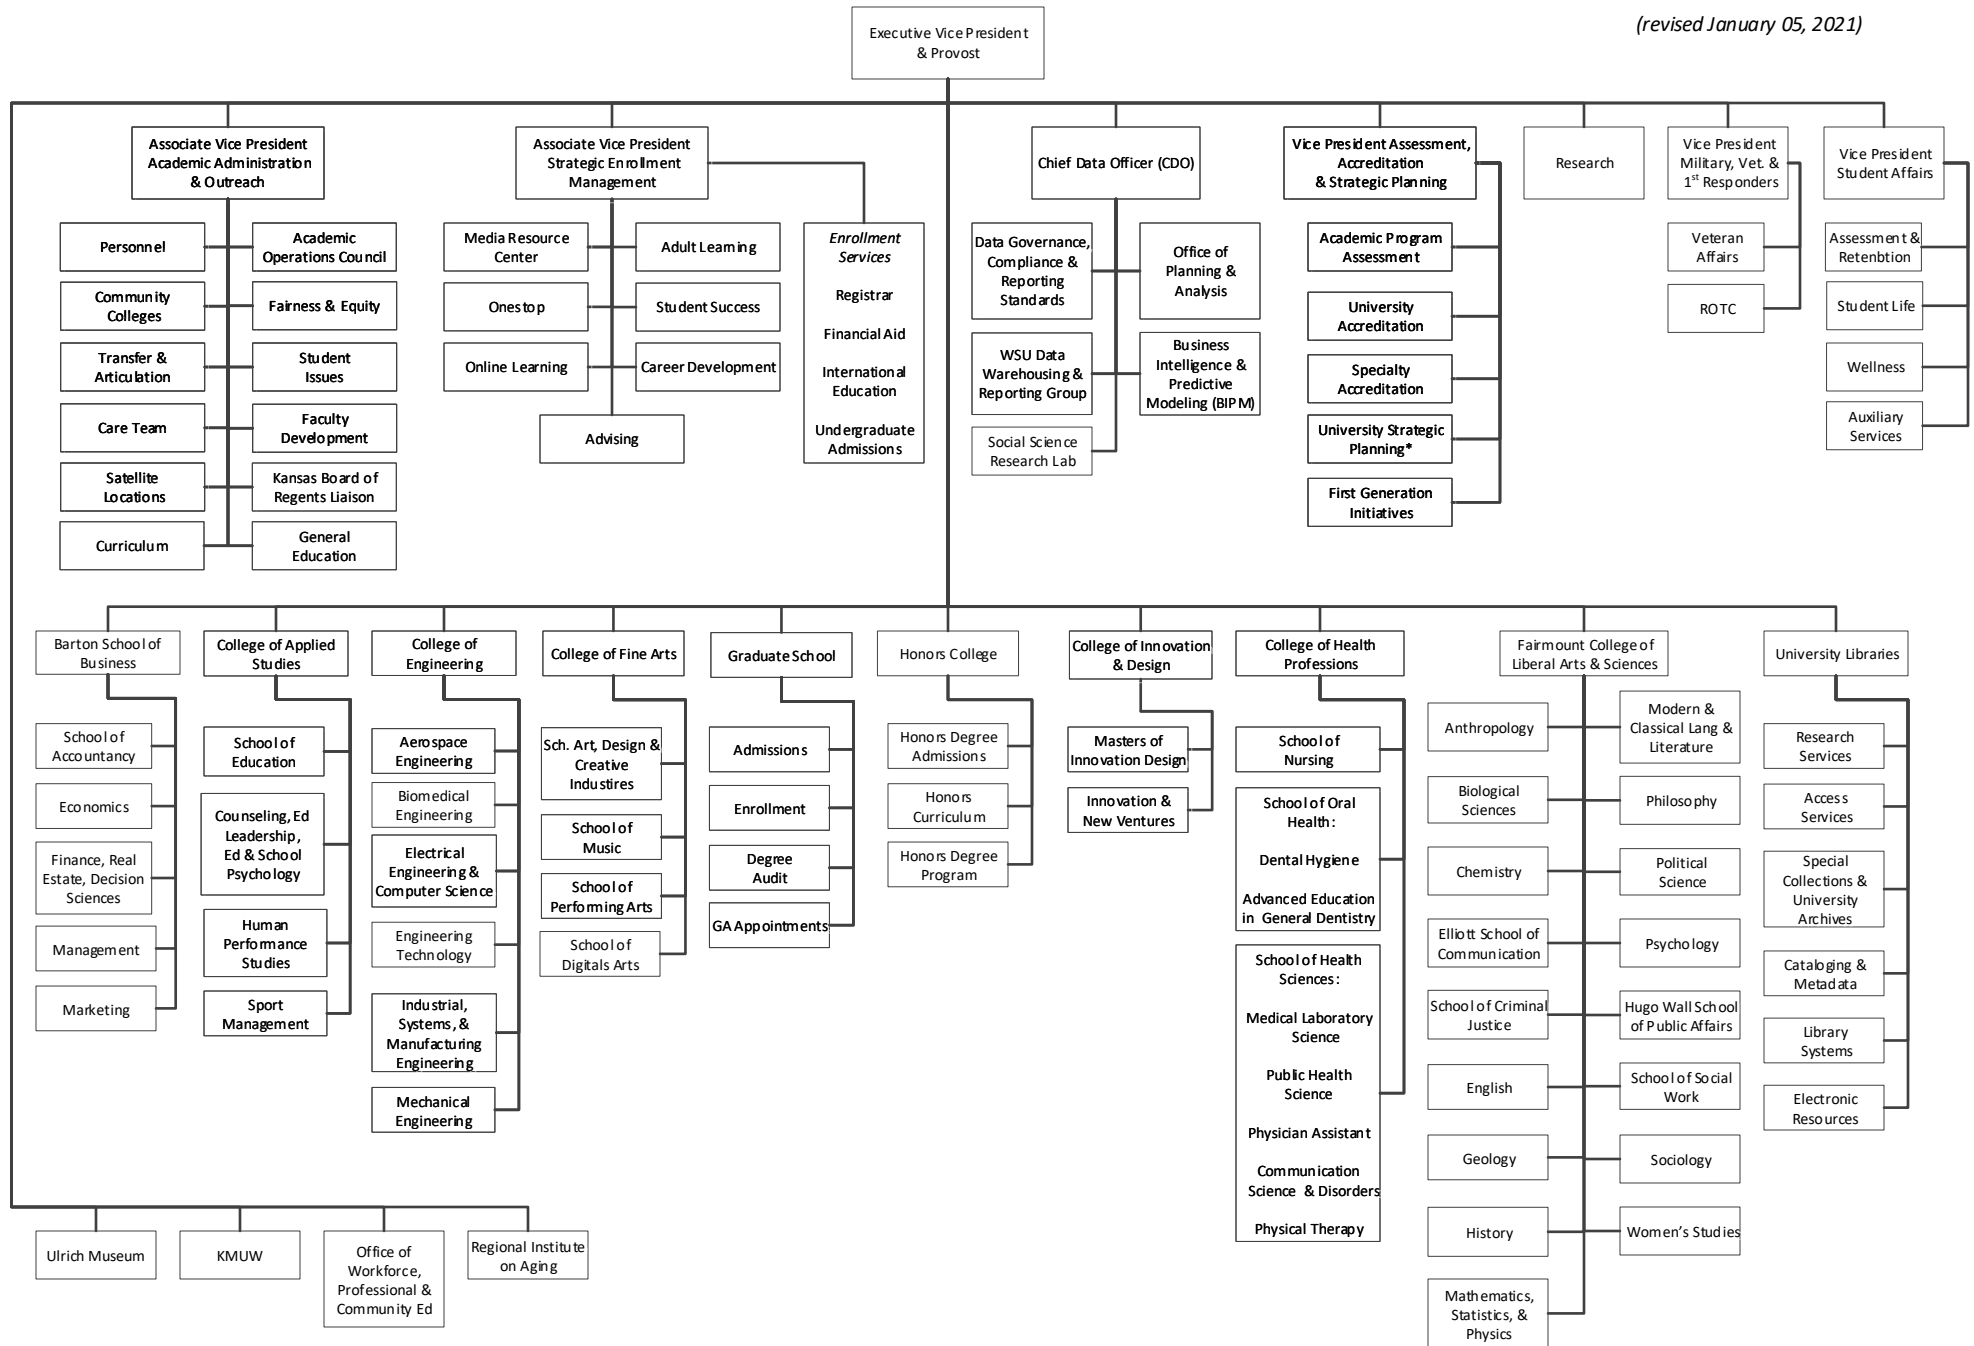 (revised January 05, 2021)
Executive Vice President
& Provost
Associate Vice President
Academic Administration
& Outreach
Personnel
Academic
Operations Council
Community
Colleges
Fairness & Equity
Transfer &
Articulation
Student
Issues
Care Team
Faculty
Development
Satellite
Locations
Kansas Board of
Regents Liaison
Curriculum
General
Education
Associate Vice President
Strategic Enrollment
Management
Media Resource
Center
Adult Learning
Onestop
Student Success
Online Learning
Career Development
Advising
Enrollment
Services
Registrar
Financial Aid
International
Education
Undergraduate
Admissions
Chief Data Officer (CDO)
Data Governance,
Compliance &
Reporting
Standards
Office of
Planning &
Analysis
WSU Data
Warehousing &
Reporting Group
Business
Intelligence &
Predictive
Modeling (BIPM)
Social Science
Research Lab
Vice President Assessment,
Accreditation
& Strategic Planning
Academic Program
Assessment
University
Accreditation
Specialty
Accreditation
University Strategic
Planning*
First Generation
Initiatives
Research
Vice President
Military, Vet. &
1st Responders
Veteran
Affairs
ROTC
Vice President
Student Affairs
Assessment &
Retenbtion
Student Life
Wellness
Auxiliary
Services
Barton School of
Business
School of
Accountancy
Economics
Finance, Real
Estate, Decision
Sciences
Management
Marketing
College of Applied
Studies
School of
Education
Counseling, Ed
Leadership,
Ed & School
Psychology
Human
Performance
Studies
Sport
Management
College of
Engineering
Aerospace
Engineering
Biomedical
Engineering
Electrical
Engineering &
Computer Science
Engineering
Technology
Industrial,
Systems, &
Manufacturing
Engineering
Mechanical
Engineering
College of Fine Arts
Sch. Art, Design &
Creative
Industires
School of
Music
School of
Performing Arts
School of
Digitals Arts
Graduate School
Admissions
Enrollment
Degree
Audit
GA Appointments
Honors College
Honors Degree
Admissions
Honors
Curriculum
Honors Degree
Program
College of Innovation
& Design
Masters of
Innovation Design
Innovation &
New Ventures
College of Health
Professions
School of
Nursing
School of Oral
Health:
Dental Hygiene
Advanced Education
in General Dentistry
School of Health
Sciences:
Medical Laboratory
Science
Public Health
Science
Physician Assistant
Communication
Science & Disorders
Physical Therapy
Fairmount College of
Liberal Arts & Sciences
Anthropology
Modern &
Classical Lang &
Literature
Biological
Sciences
Philosophy
Chemistry
Political
Science
Elliott School of
Communication
Psychology
School of Criminal
Justice
Hugo Wall School
of Public Affairs
English
School of Social
Work
Geology
Sociology
History
Women's Studies
Mathematics,
Statistics, &
Physics
University Libraries
Research
Services
Access
Services
Special
Collections &
University
Archives
Cataloging &
Metadata
Library
Systems
Electronic
Resources
Ulrich Museum
KMUW
Office of
Workforce,
Professional &
Community Ed
Regional Institute
on Aging